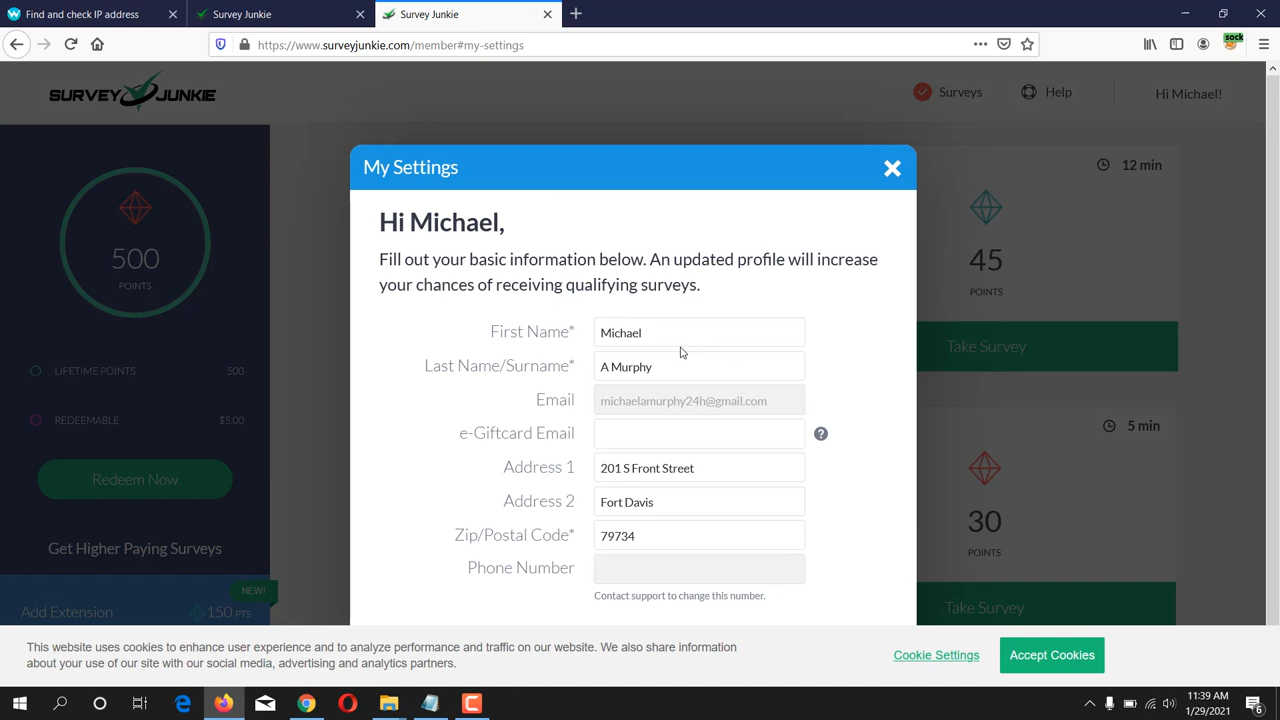 Find and check IP address
Survey Junkie
Survey Junkie
https://www.surveyjunkie.com/member#my-settings
sock
SURVEY JUNKIE
Surveys
Help
Hi Michael!
My Settings
12 min
Hi Michael,
Fill out your basic information below. An updated profile will increase
your chances of receiving qualifying surveys.
500
POINTS
45
POINTS
First Name*
Michael
Take Survey
Last Name/Surname*
A Murphy
LIFETIME POINTS
500
Email
michaelamurphy24h@gmail.com
REDEEMABLE
$5.00
e-Giftcard Email
?
5 min
Address 1
201 S Front Street
Redeem Now
Address 2
Fort Davis
30
POINTS
Zip/Postal Code*
79734
Get Higher Paying Surveys
Phone Number
Contact support to change this number.
NEW!
Add Extension
150 PTS
Take Survey
This website uses cookies to enhance user experience and to analyze performance and traffic on our website. We also share information
about your use of our site with our social media, advertising and analytics partners.
Cookie Settings
Accept Cookies
11:39 AM
1/29/2021
6